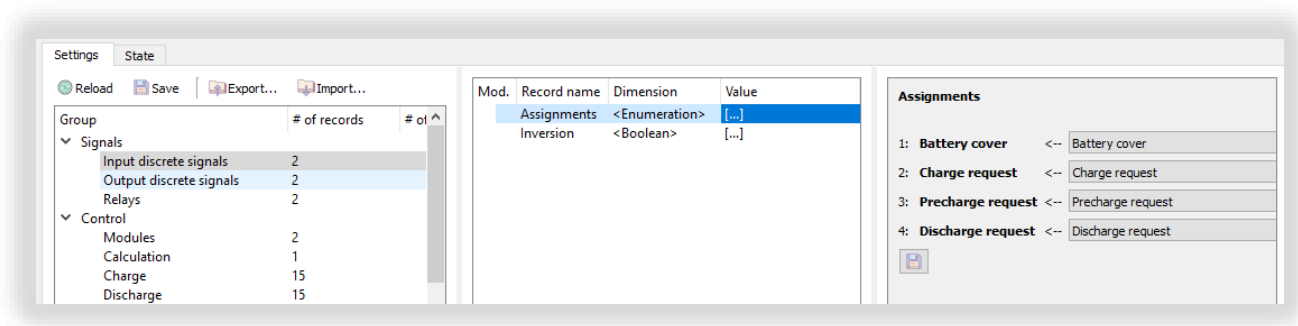 Settings State
Reload Save Export... Import...
Group # of records # of
Signals
Input discrete signals 2
Output discrete signals 2
Relays 2
Control
Modules 2
Calculation 1
Charge 15
Discharge 15
Mod. Record name Dimension Value
Assignments <Enumeration> [...]
Inversion <Boolean> [...]
Assignments
1: Battery cover <-- Battery cover
2: Charge request <-- Charge request
3: Precharge request <-- Precharge request
4: Discharge request <-- Discharge request